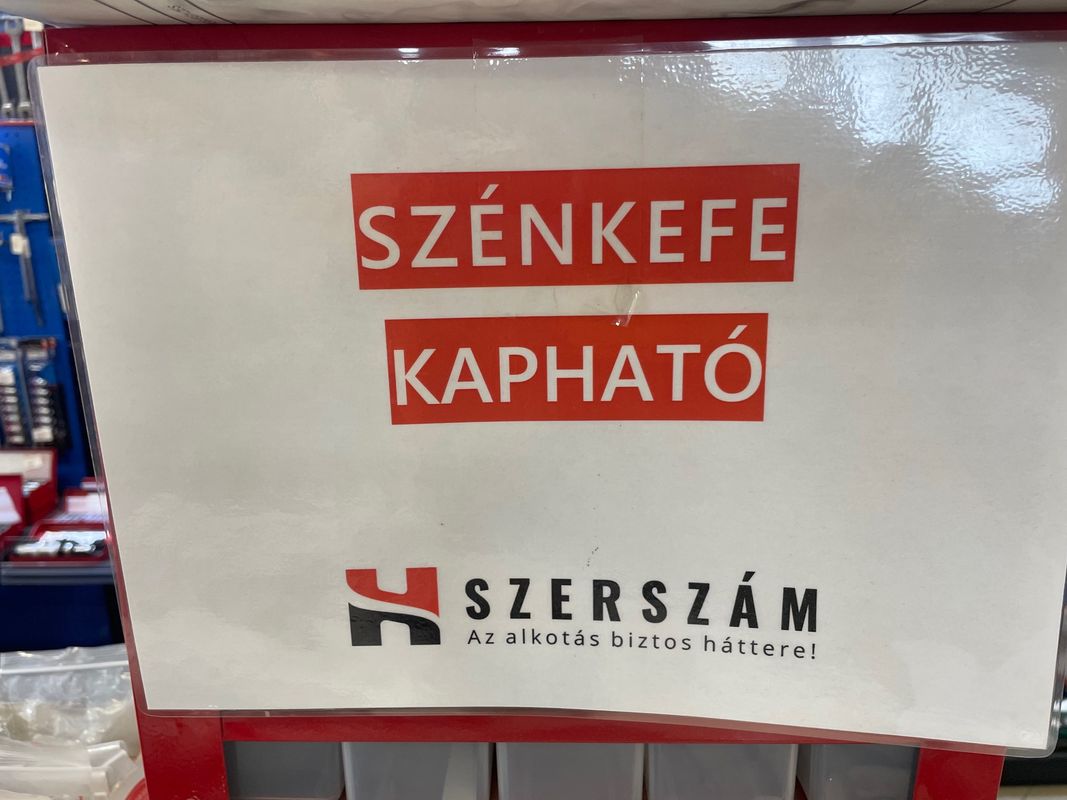 SZÉNKEFE
KAPHATÓ
H SZERSZÁM
Az alkotás biztos háttere!